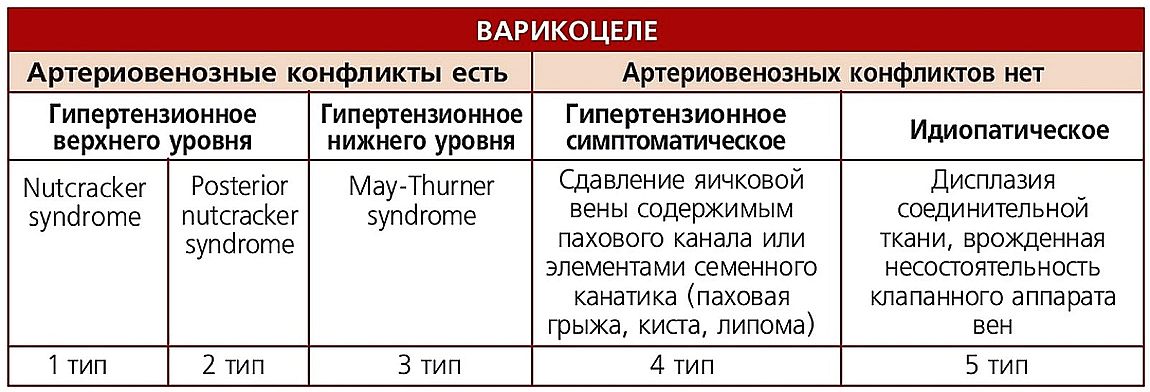 ВАРИКОЦЕЛЕ
Артериовенозные конфликты есть
Артериовенозных конфликтов нет
Гипертензионное
верхнего уровня
Гипертензионное
нижнего уровня
Гипертензионное
симптоматическое
Идиопатическое
Nutcracker
syndrome
Posterior
nutcracker
syndrome
May-Thurner
syndrome
Сдавление яичковой
вены содержимым
пахового канала или
элементами семенного
канатика (паховая
грыжа, киста, липома)
Дисплазия
соединительной
ткани, врожденная
несостоятельность
клапанного аппарата
вен
1 тип
2 тип
3 тип
4 тип
5 тип